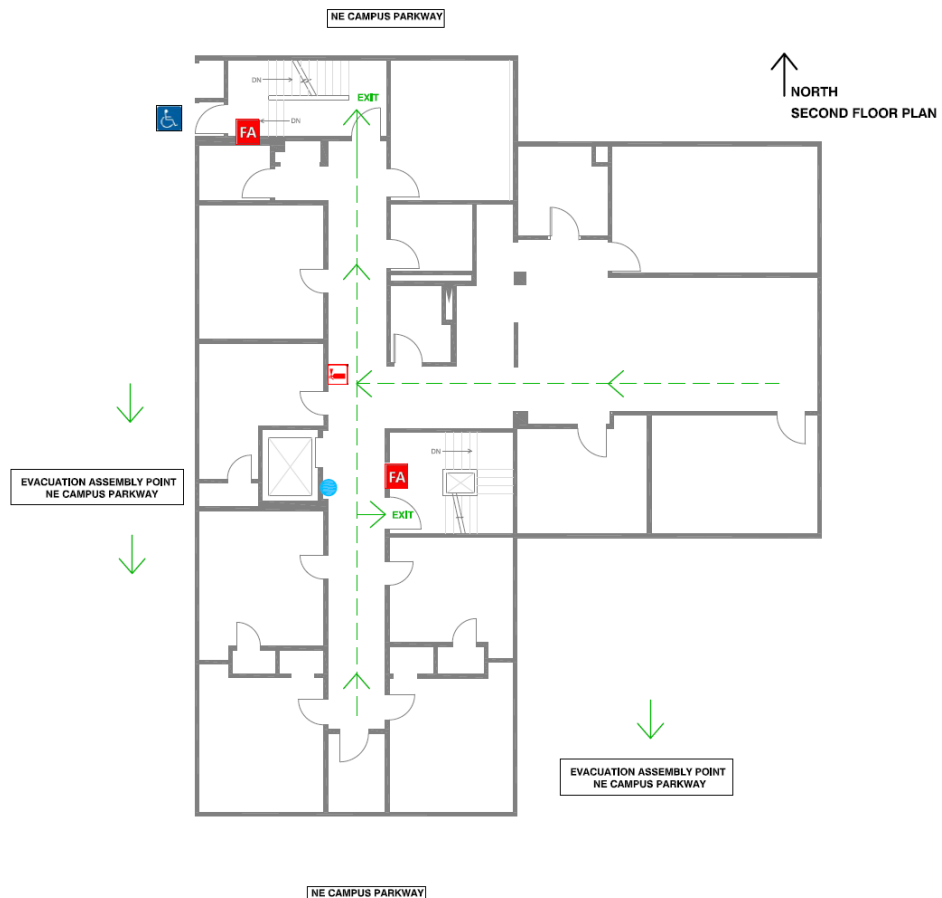 NE CAMPUS PARKWAY
NORTH
SECOND FLOOR PLAN
DN
EXIT
FA
DN
FA
DN
EXIT
EVACUATION ASSEMBLY POINT
NE CAMPUS PARKWAY
EVACUATION ASSEMBLY POINT
NE CAMPUS PARKWAY
NE CAMPUS PARKWAY